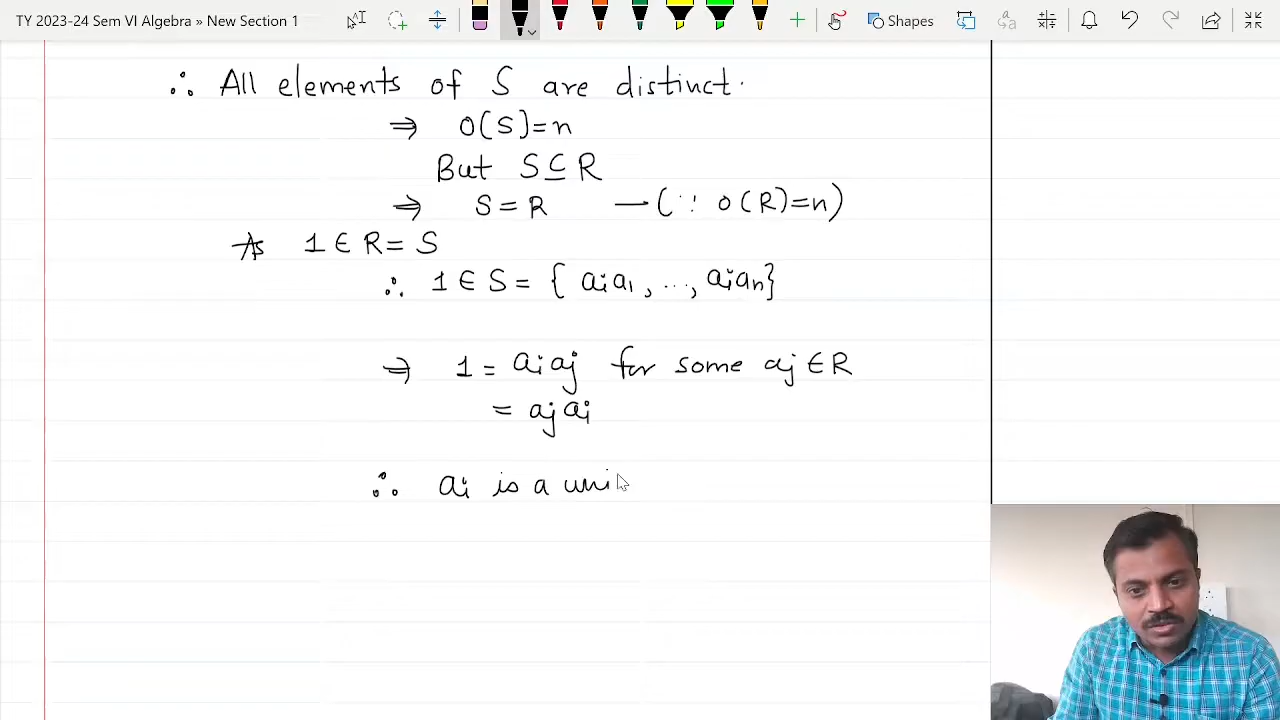 TY 2023-24 Sem VI Algebra » New Section 1
Shapes
∴ All elements of S are distinct.
⇒ O(S)=n
But S⊆R
⇒ S=R —(∵ O(R)=n)
As 1∈R=S
∴ 1∈S={aᵢa₁,...,aᵢaₙ}
⇒ 1=aᵢaⱼ for some aⱼ∈R
=aⱼaᵢ
∴ aᵢ is a uni